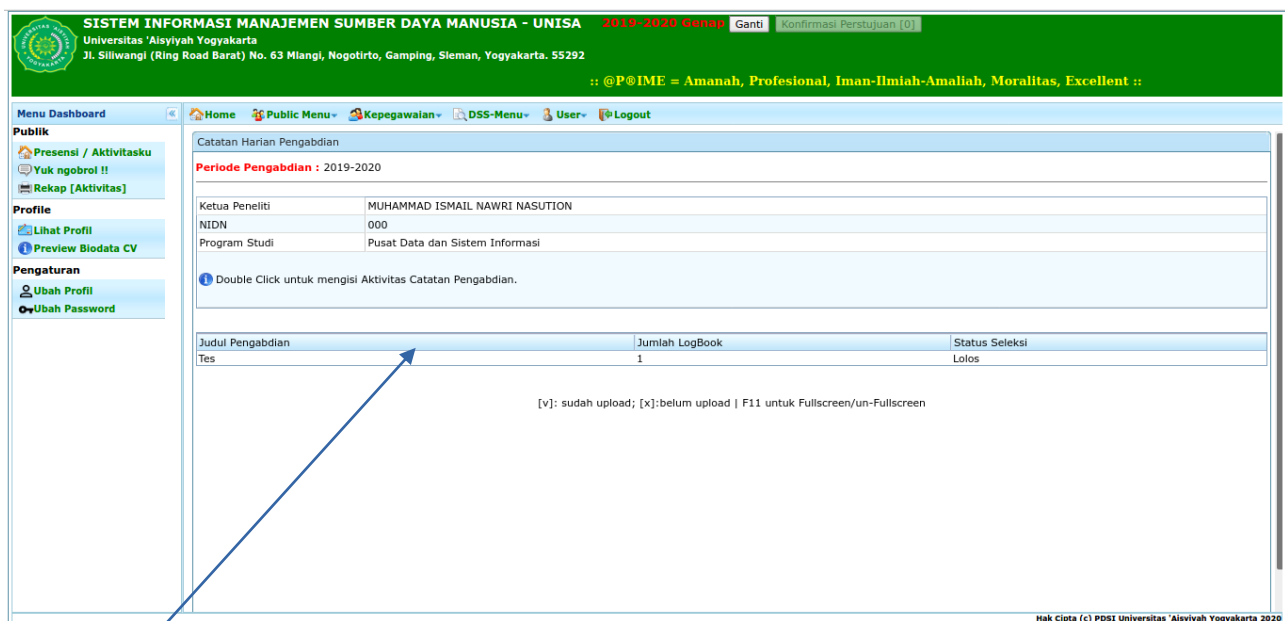 SISTEM INFORMASI MANAJEMEN SUMBER DAYA MANUSIA - UNISA 2019-2020 Genap Ganti Konfirmasi Perstujuan [0]
Universitas 'Aisyiyah Yogyakarta
Jl. Siliwangi (Ring Road Barat) No. 63 Mlangi, Nogotirto, Gamping, Sleman, Yogyakarta. 55292
:: @P®IME = Amanah, Profesional, Iman-Ilmiah-Amaliah, Moralitas, Excellent ::
Menu Dashboard
Publik
Presensi / Aktivitasku
Yuk ngobrol !!
Rekap [Aktivitas]
Profile
Lihat Profil
Preview Biodata CV
Pengaturan
Ubah Profil
Ubah Password
Home Public Menu Kepegawaian DSS-Menu User Logout
Catatan Harian Pengabdian
Periode Pengabdian : 2019-2020
Ketua Peneliti MUHAMMAD ISMAIL NAWRI NASUTION
NIDN 000
Program Studi Pusat Data dan Sistem Informasi
Double Click untuk mengisi Aktivitas Catatan Pengabdian.
Judul Pengabdian Jumlah LogBook Status Seleksi
Tes 1 Lolos
[v]: sudah upload; [x]:belum upload | F11 untuk Fullscreen/un-Fullscreen
Hak Cipta (c) PDSI Universitas 'Aisyiyah Yogyakarta 2020